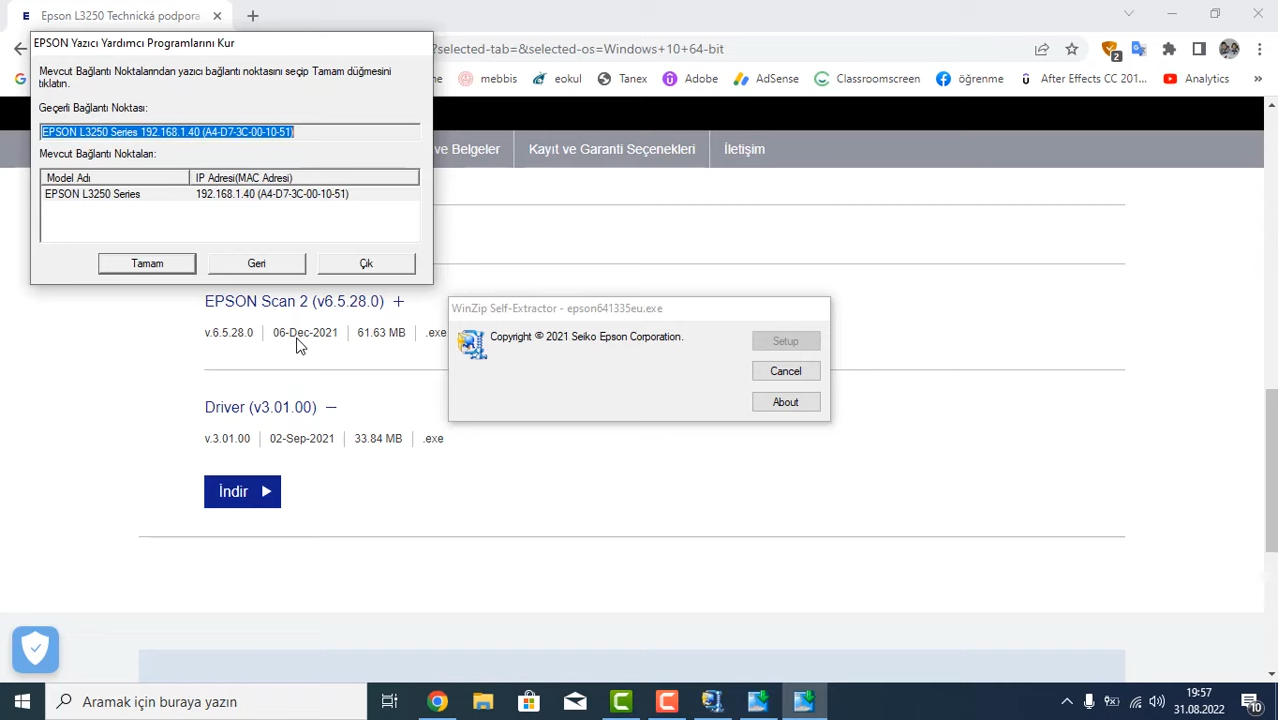 Epson L3250 Technická podpora
?selected-tab=&selected-os=Windows+10+64-bit
2
mebbis
eokul
Tanex
Adobe
AdSense
Classroomscreen
öğretme
After Effects CC 201...
Analytics
»
EPSON Yazıcı Yardımcı Programlarını Kur
Mevcut Bağlantı Noktalarından yazıcı bağlantı noktasını seçip Tamam düğmesini
tıklatın.
Geçerli Bağlantı Noktası:
EPSON L3250 Series 192.168.1.40 (A4-D7-3C-00-10-51)
Mevcut Bağlantı Noktaları:
Model Adı
IP Adresi(MAC Adresi)
EPSON L3250 Series
192.168.1.40 (A4-D7-3C-00-10-51)
Tamam
Geri
Çık
ve Belgeler
Kayıt ve Garanti Seçenekleri
İletişim
EPSON Scan 2 (v6.5.28.0) +
v.6.5.28.0
06-Dec-2021
61.63 MB
.exe
WinZip Self-Extractor - epson641335eu.exe
Copyright © 2021 Seiko Epson Corporation.
Setup
Cancel
About
Driver (v3.01.00) −
v.3.01.00
02-Sep-2021
33.84 MB
.exe
İndir
Aramak için buraya yazın
19:57
31.08.2022
10